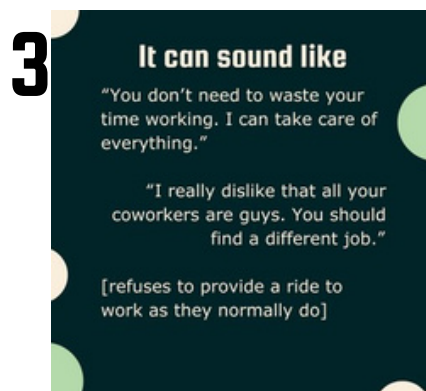 3
It can sound like
“You don’t need to waste your
time working. I can take care of
everything.”
“I really dislike that all your
coworkers are guys. You should
find a different job.”
[refuses to provide a ride to
work as they normally do]